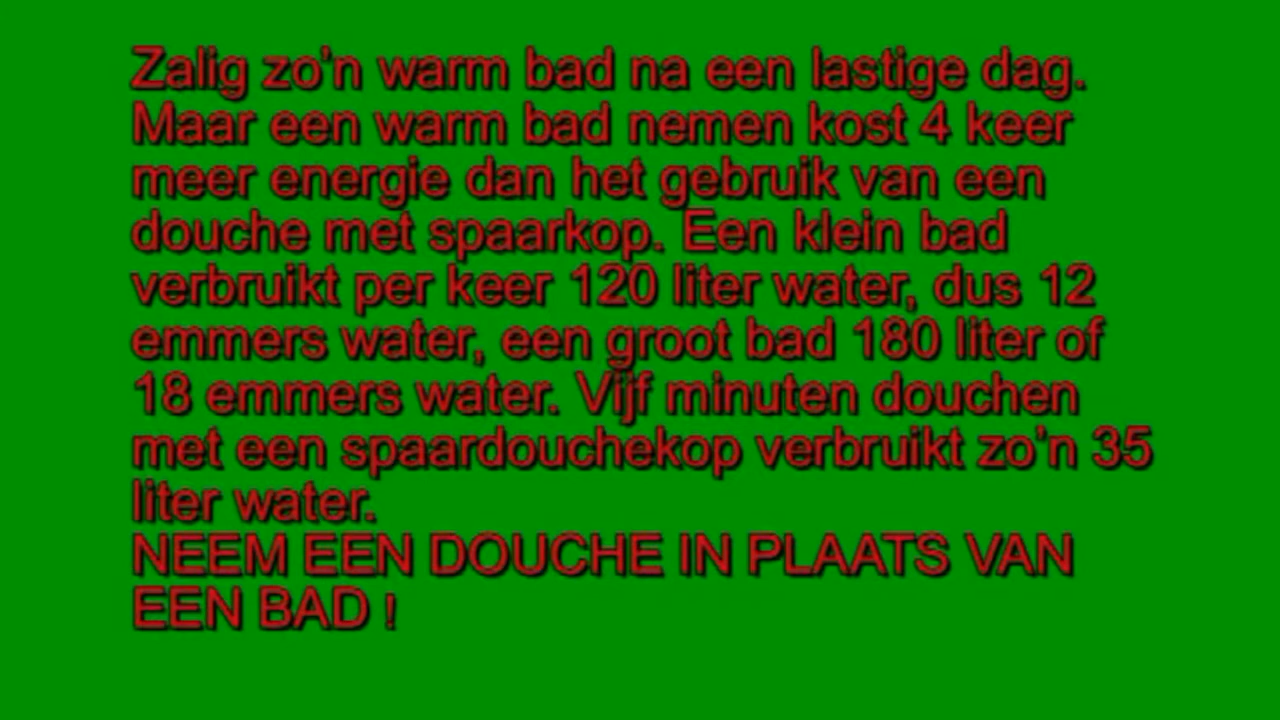 Zalig zo'n warm bad na een lastige dag.
Maar een warm bad nemen kost 4 keer
meer energie dan het gebruik van een
douche met spaarkop. Een klein bad
verbruikt per keer 120 liter water, dus 12
emmers water, een groot bad 180 liter of
18 emmers water. Vijf minuten douchen
met een spaardouchekop verbruikt zo'n 35
liter water.
NEEM EEN DOUCHE IN PLAATS VAN
EEN BAD !